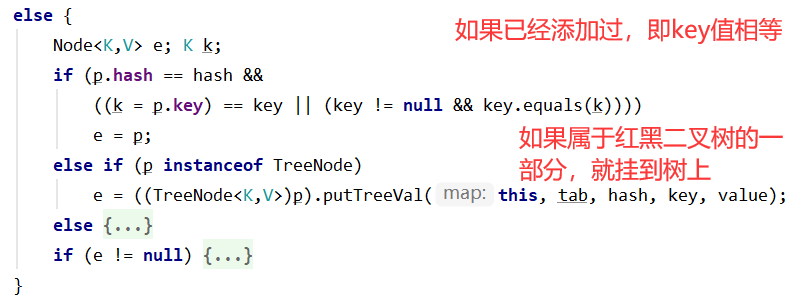 else {
如果已经添加过，即key值相等
Node<K,V> e; K k;
if (p.hash == hash &&
((k = p.key) == key || (key != null && key.equals(k))))
e = p;
如果属于红黑二叉树的一
部分，就挂到树上
else if (p instanceof TreeNode)
e = ((TreeNode<K,V>)p).putTreeVal( map: this, tab, hash, key, value);
else {...}
if (e != null) {...}
}